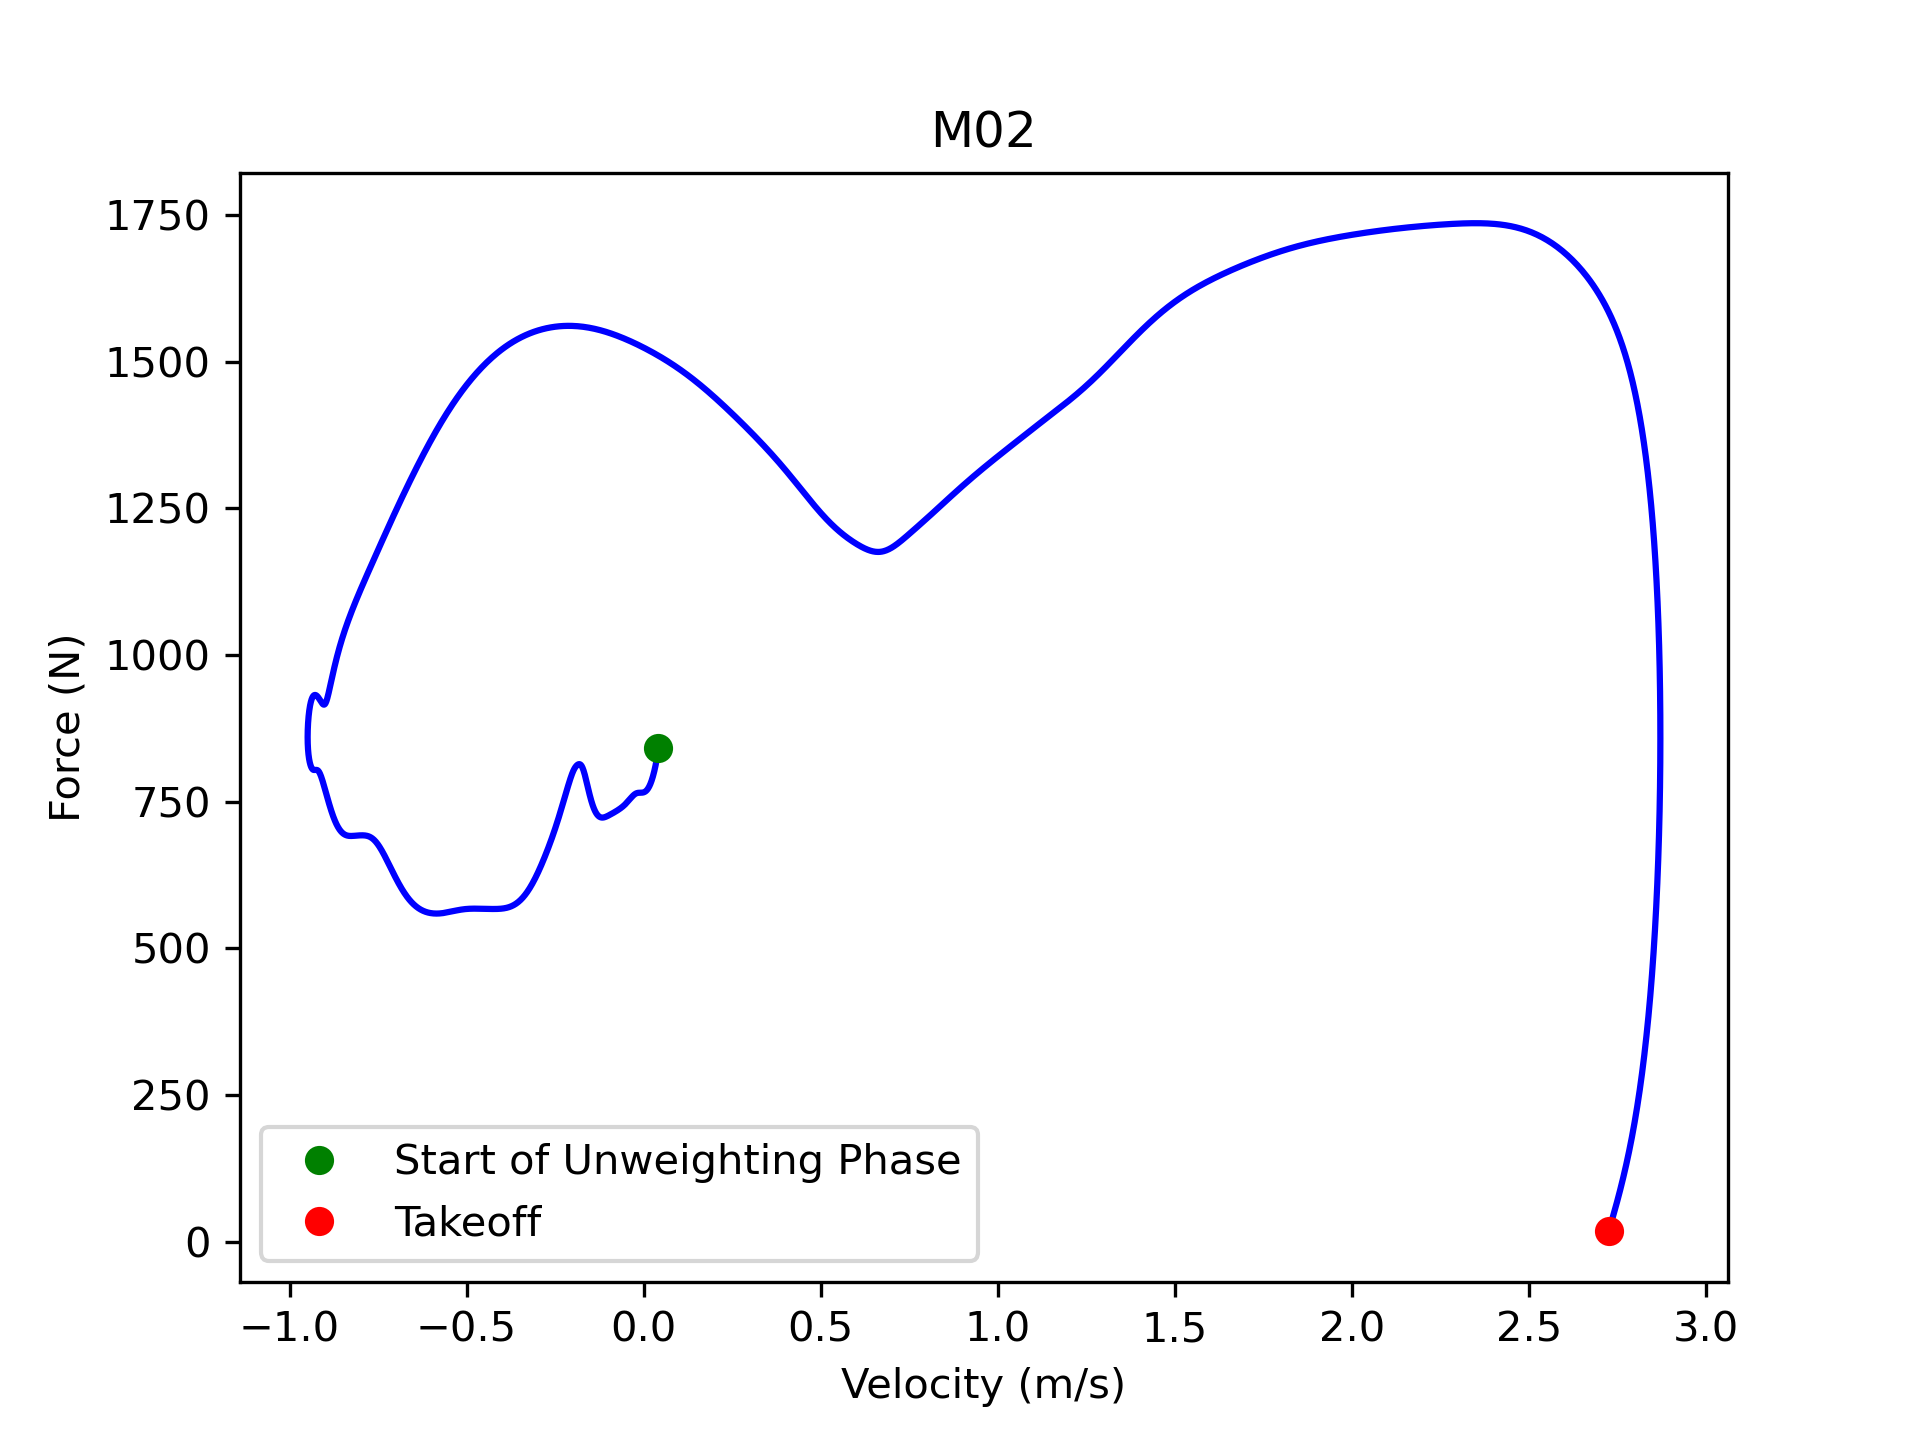 M02
1750
1500
1250
1000
750
500
250
0
Force (N)
Start of Unweighting Phase
Takeoff
−1.0 −0.5 0.0 0.5 1.0 1.5 2.0 2.5 3.0
Velocity (m/s)